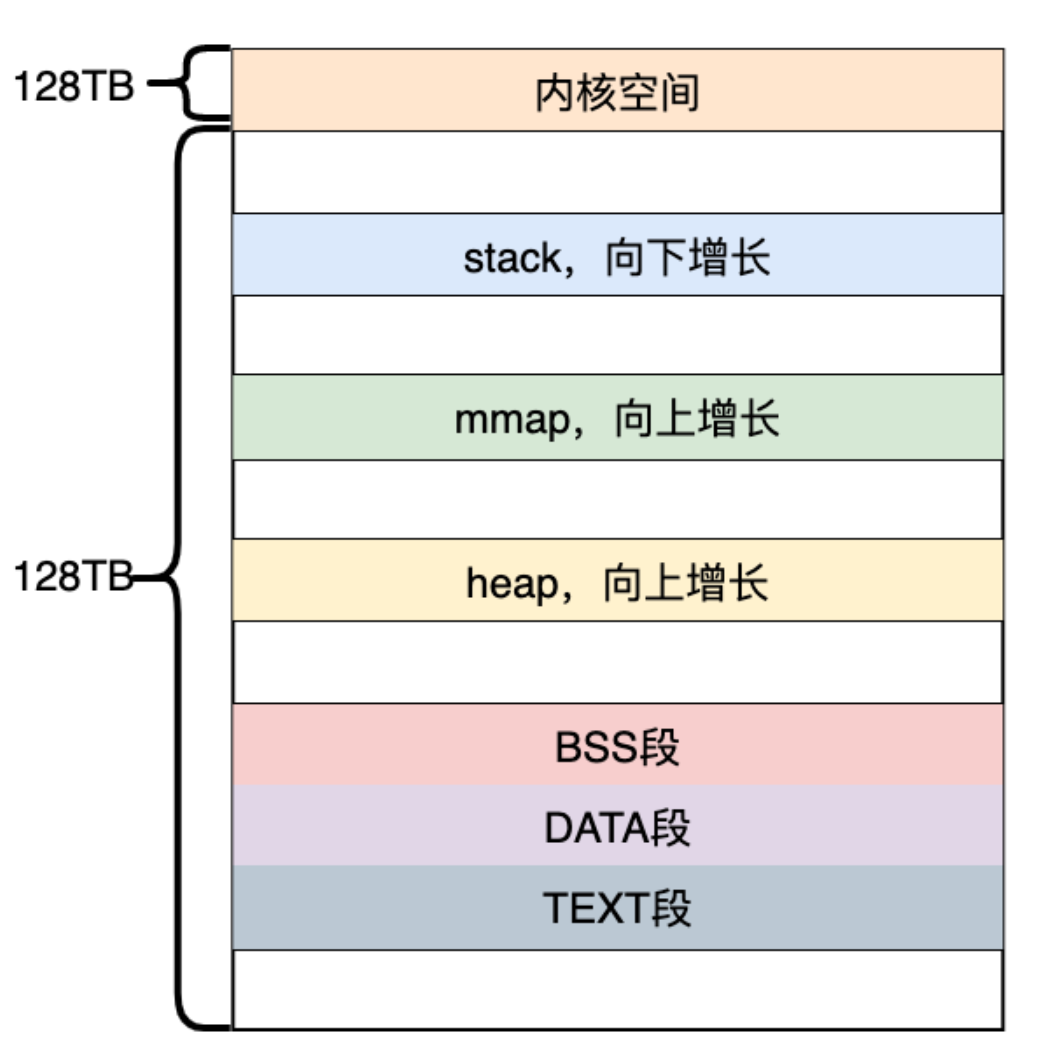 128TB
内核空间
stack，向下增长
mmap，向上增长
128TB
heap，向上增长
BSS段
DATA段
TEXT段